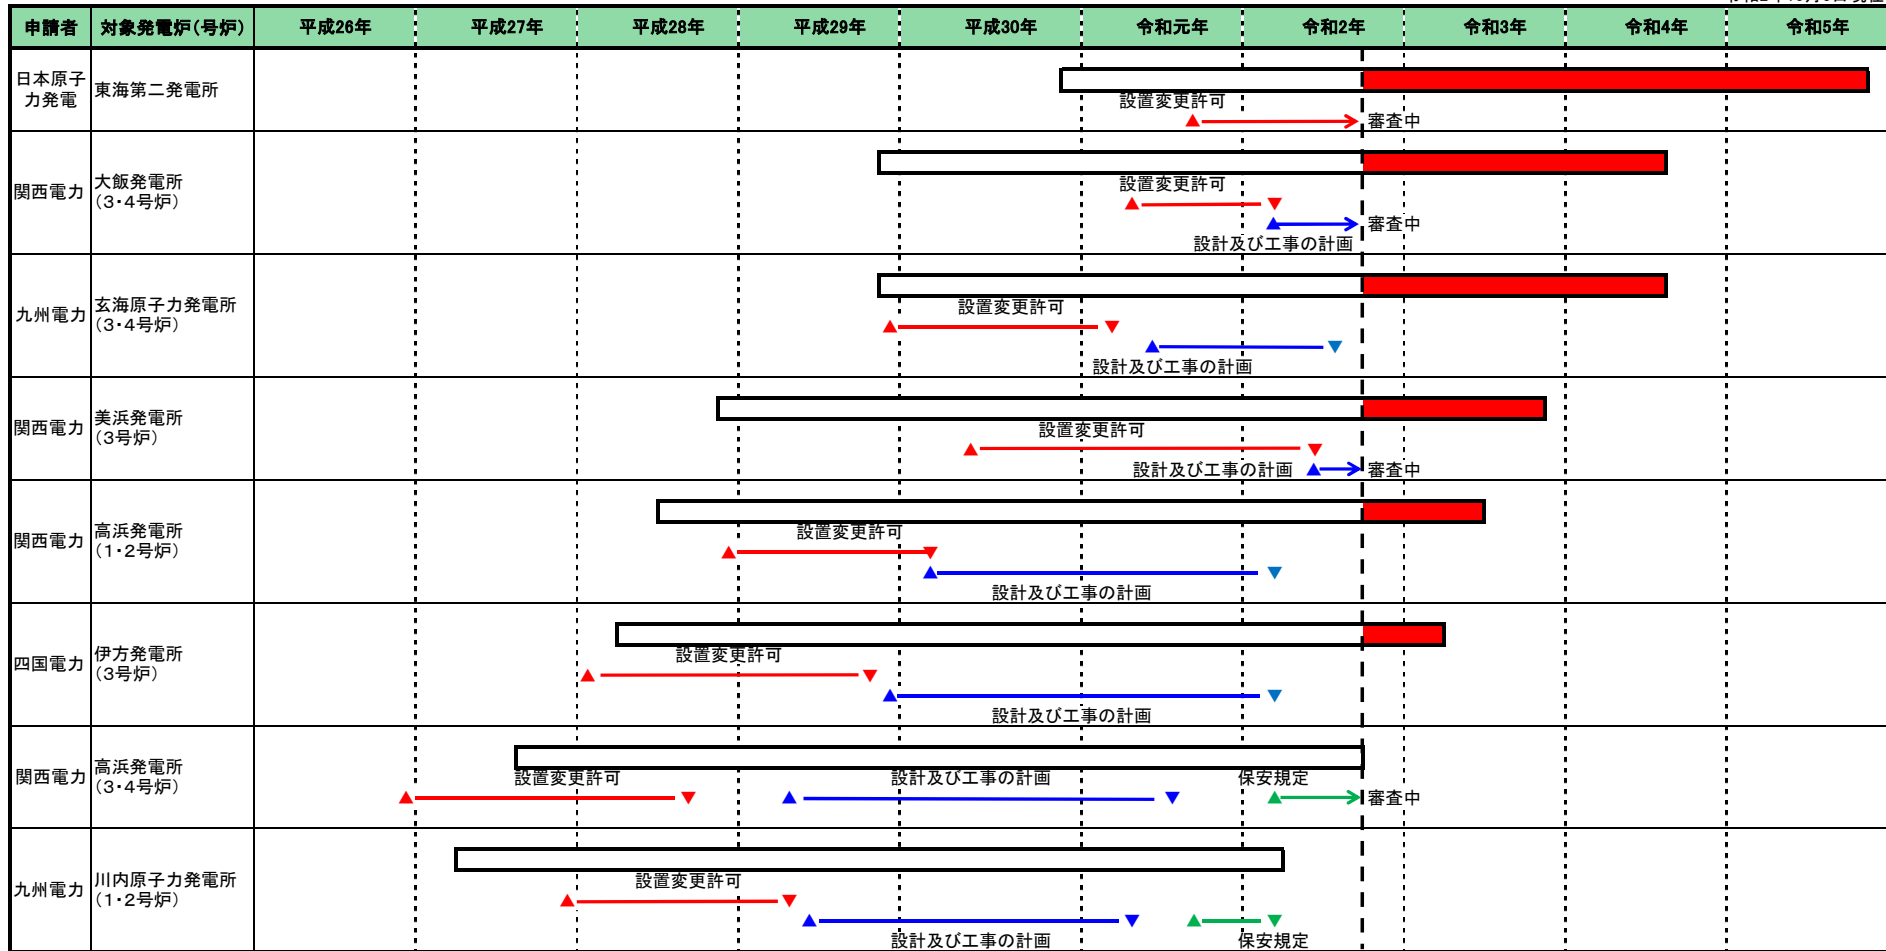 申請者 対象発電炉(号炉) 平成26年 平成27年 平成28年 平成29年 平成30年 令和元年 令和2年 令和3年 令和4年 令和5年
日本原子
力発電
東海第二発電所
設置変更許可
審査中
関西電力
大飯発電所
(3・4号炉)
設置変更許可
審査中
設計及び工事の計画
九州電力
玄海原子力発電所
(3・4号炉)
設置変更許可
設計及び工事の計画
関西電力
美浜発電所
(3号炉)
設置変更許可
設計及び工事の計画 審査中
関西電力
高浜発電所
(1・2号炉)
設置変更許可
設計及び工事の計画
四国電力
伊方発電所
(3号炉)
設置変更許可
設計及び工事の計画
関西電力
高浜発電所
(3・4号炉)
設置変更許可 設計及び工事の計画 保安規定
審査中
九州電力
川内原子力発電所
(1・2号炉)
設置変更許可
設計及び工事の計画 保安規定